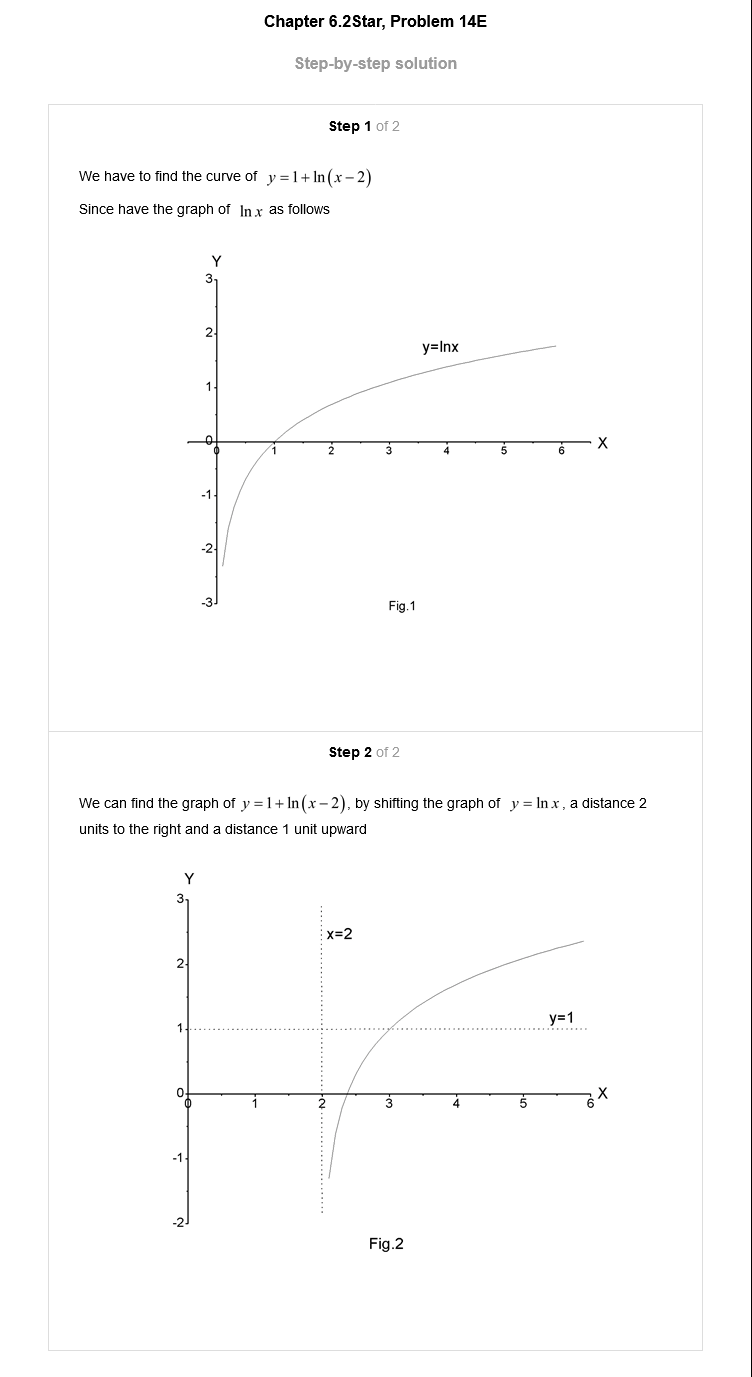 Chapter 6.2Star, Problem 14E
Step-by-step solution
Step 1 of 2
We have to find the curve of y = 1 + ln(x − 2)
Since have the graph of ln x as follows
Y
3
2
y=lnx
1
0
X
0 1 2 3 4 5 6
-1
-2
-3
Fig.1
Step 2 of 2
We can find the graph of y = 1 + ln(x − 2), by shifting the graph of y = ln x, a distance 2
units to the right and a distance 1 unit upward
Y
3
x=2
2
y=1
1
0
X
0 1 2 3 4 5 6
-1
-2
Fig.2